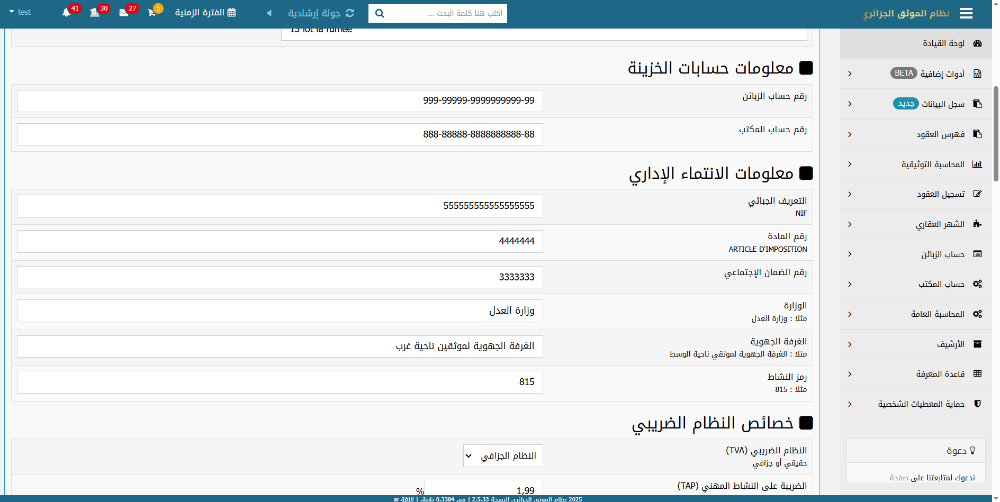 نظام الموثق الجزائري
اكتب هنا كلمة البحث ...
جولة إرشادية
الفترة الزمنية
5
27
30
41
test
لوحة القيادة
أدوات إضافية BETA
سجل البيانات جديد
فهرس العقود
المحاسبة التوثيقية
تسجيل العقود
الشهر العقاري
حساب الزبائن
حساب المكتب
المحاسبة العامة
الأرشيف
قاعدة المعرفة
حماية المعطيات الشخصية
دعوة
ندعوك لمتابعتنا على صفحة
15 lot la fumee
معلومات حسابات الخزينة
رقم حساب الزبائن
999-99999-9999999999-99
رقم حساب المكتب
888-88888-8888888888-88
معلومات الانتماء الإداري
التعريف الجبائي
NIF
555555555555555555
رقم المادة
ARTICLE D'IMPOSITION
4444444
رقم الضمان الإجتماعي
3333333
الوزارة
مثلا : وزارة العدل
وزارة العدل
الغرفة الجهوية
مثلا : الغرفة الجهوية لموثقي ناحية الوسط
الغرفة الجهوية لموثقين ناحية غرب
رمز النشاط
مثلا : 815
815
خصائص النظام الضريبي
النظام الضريبي (TVA)
حقيقي أو جزافي
النظام الجزافي
الضريبة على النشاط المهني (TAP)
1,99
%
2025 نظام الموثق الجزائري النسخة 2.5.33 | في 0.3304 ثانية. | اللغة ar